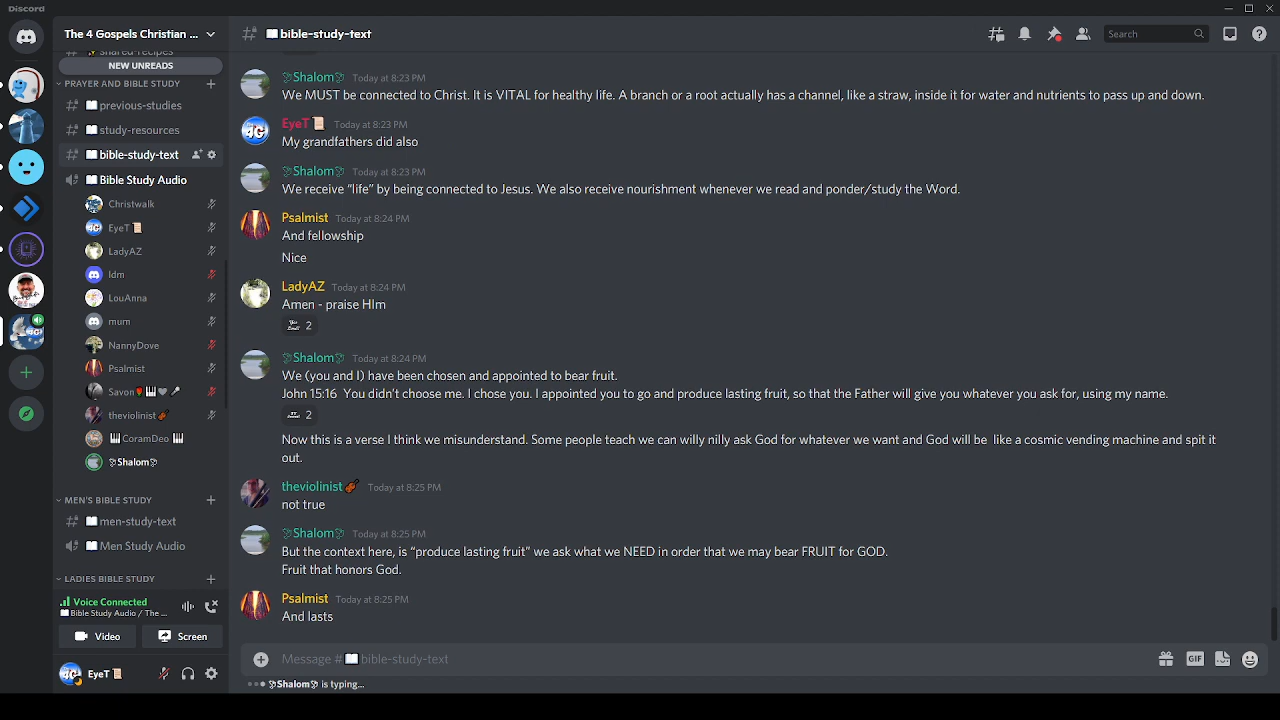 Discord
The 4 Gospels Christian ...
bible-study-text
Search
shared-recipes
NEW UNREADS
PRAYER AND BIBLE STUDY
previous-studies
study-resources
bible-study-text
Bible Study Audio
Christwalk
EyeT
LadyAZ
LouAnna
mum
NannyDove
Psalmist
Savon
theviolinist
CoramDeo
Shalom
MEN'S BIBLE STUDY
men-study-text
Men Study Audio
LADIES BIBLE STUDY
Voice Connected
Bible Study Audio / The ...
Video
Screen
EyeT
Shalom Today at 8:23 PM
We MUST be connected to Christ. It is VITAL for healthy life. A branch or a root actually has a channel, like a straw, inside it for water and nutrients to pass up and down.
EyeT Today at 8:23 PM
My grandfathers did also
Shalom Today at 8:23 PM
We receive "life" by being connected to Jesus. We also receive nourishment whenever we read and ponder/study the Word.
Psalmist Today at 8:24 PM
And fellowship
Nice
LadyAZ Today at 8:24 PM
Amen - praise HIm
2
Shalom Today at 8:24 PM
We (you and I) have been chosen and appointed to bear fruit.
John 15:16 You didn't choose me. I chose you. I appointed you to go and produce lasting fruit, so that the Father will give you whatever you ask for, using my name.
2
Now this is a verse I think we misunderstand. Some people teach we can willy nilly ask God for whatever we want and God will be like a cosmic vending machine and spit it
out.
theviolinist Today at 8:25 PM
not true
Shalom Today at 8:25 PM
But the context here, is "produce lasting fruit" we ask what we NEED in order that we may bear FRUIT for GOD.
Fruit that honors God.
Psalmist Today at 8:25 PM
And lasts
Message # bible-study-text
GIF
Shalom is typing...